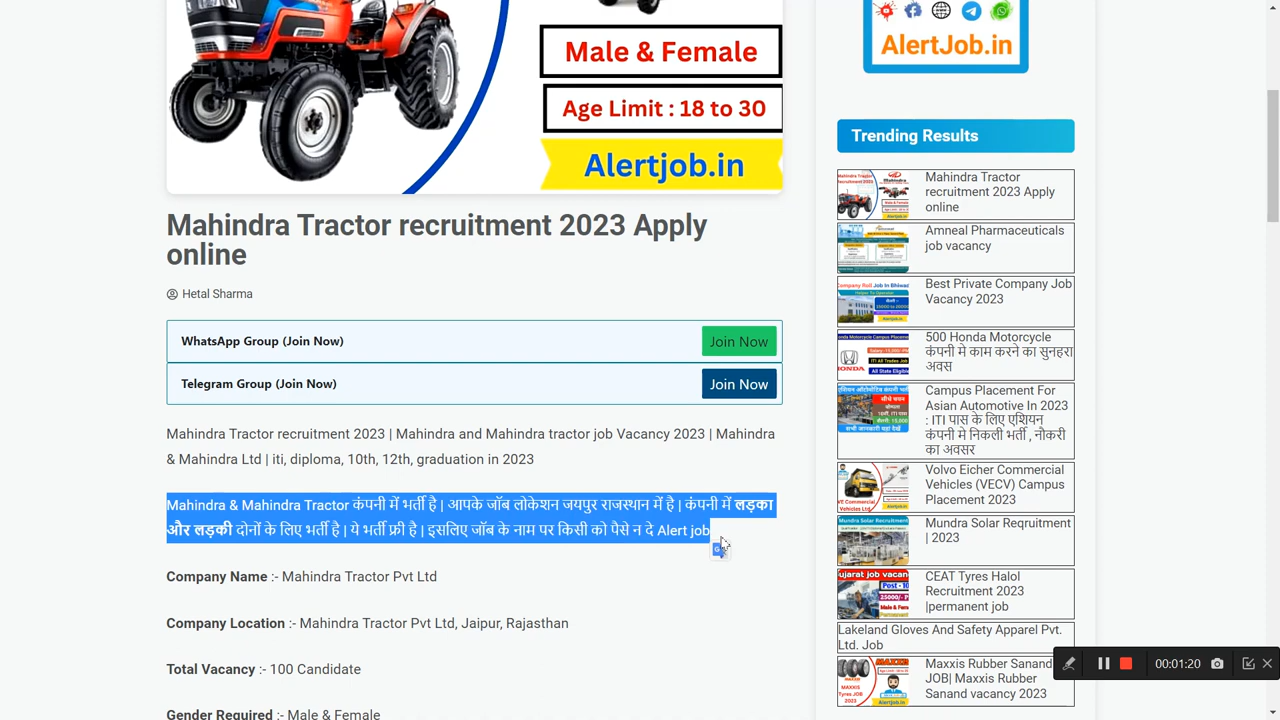 Male & Female
Age Limit : 18 to 30
Alertjob.in
Mahindra Tractor recruitment 2023 Apply
online
Hetal Sharma
WhatsApp Group (Join Now)
Join Now
Telegram Group (Join Now)
Join Now
Mahindra Tractor recruitment 2023 | Mahindra and Mahindra tractor job Vacancy 2023 | Mahindra
& Mahindra Ltd | iti, diploma, 10th, 12th, graduation in 2023
Mahindra & Mahindra Tractor कंपनी में भर्ती है | आपके जॉब लोकेशन जयपुर राजस्थान में है | कंपनी में लड़का
और लड़की दोनों के लिए भर्ती है | ये भर्ती फ्री है | इसलिए जॉब के नाम पर किसी को पैसे न दे Alert job
Company Name :- Mahindra Tractor Pvt Ltd
Company Location :- Mahindra Tractor Pvt Ltd, Jaipur, Rajasthan
Total Vacancy :- 100 Candidate
Gender Required :- Male & Female
AlertJob.in
Trending Results
Mahindra Tractor
recruitment 2023 Apply
online
Amneal Pharmaceuticals
job vacancy
Best Private Company Job
Vacancy 2023
500 Honda Motorcycle
कंपनी में काम करने का सुनहरा
अवस
Campus Placement For
Asian Automotive In 2023
: ITI पास के लिए एशियन
कंपनी में निकली भर्ती , नौकरी
का अवसर
Volvo Eicher Commercial
Vehicles (VECV) Campus
Placement 2023
Mundra Solar Reqruitment
| 2023
CEAT Tyres Halol
Recruitment 2023
|permanent job
Lakeland Gloves And Safety Apparel Pvt.
Ltd. Job
Maxxis Rubber Sanand
JOB| Maxxis Rubber
Sanand vacancy 2023
00:01:20